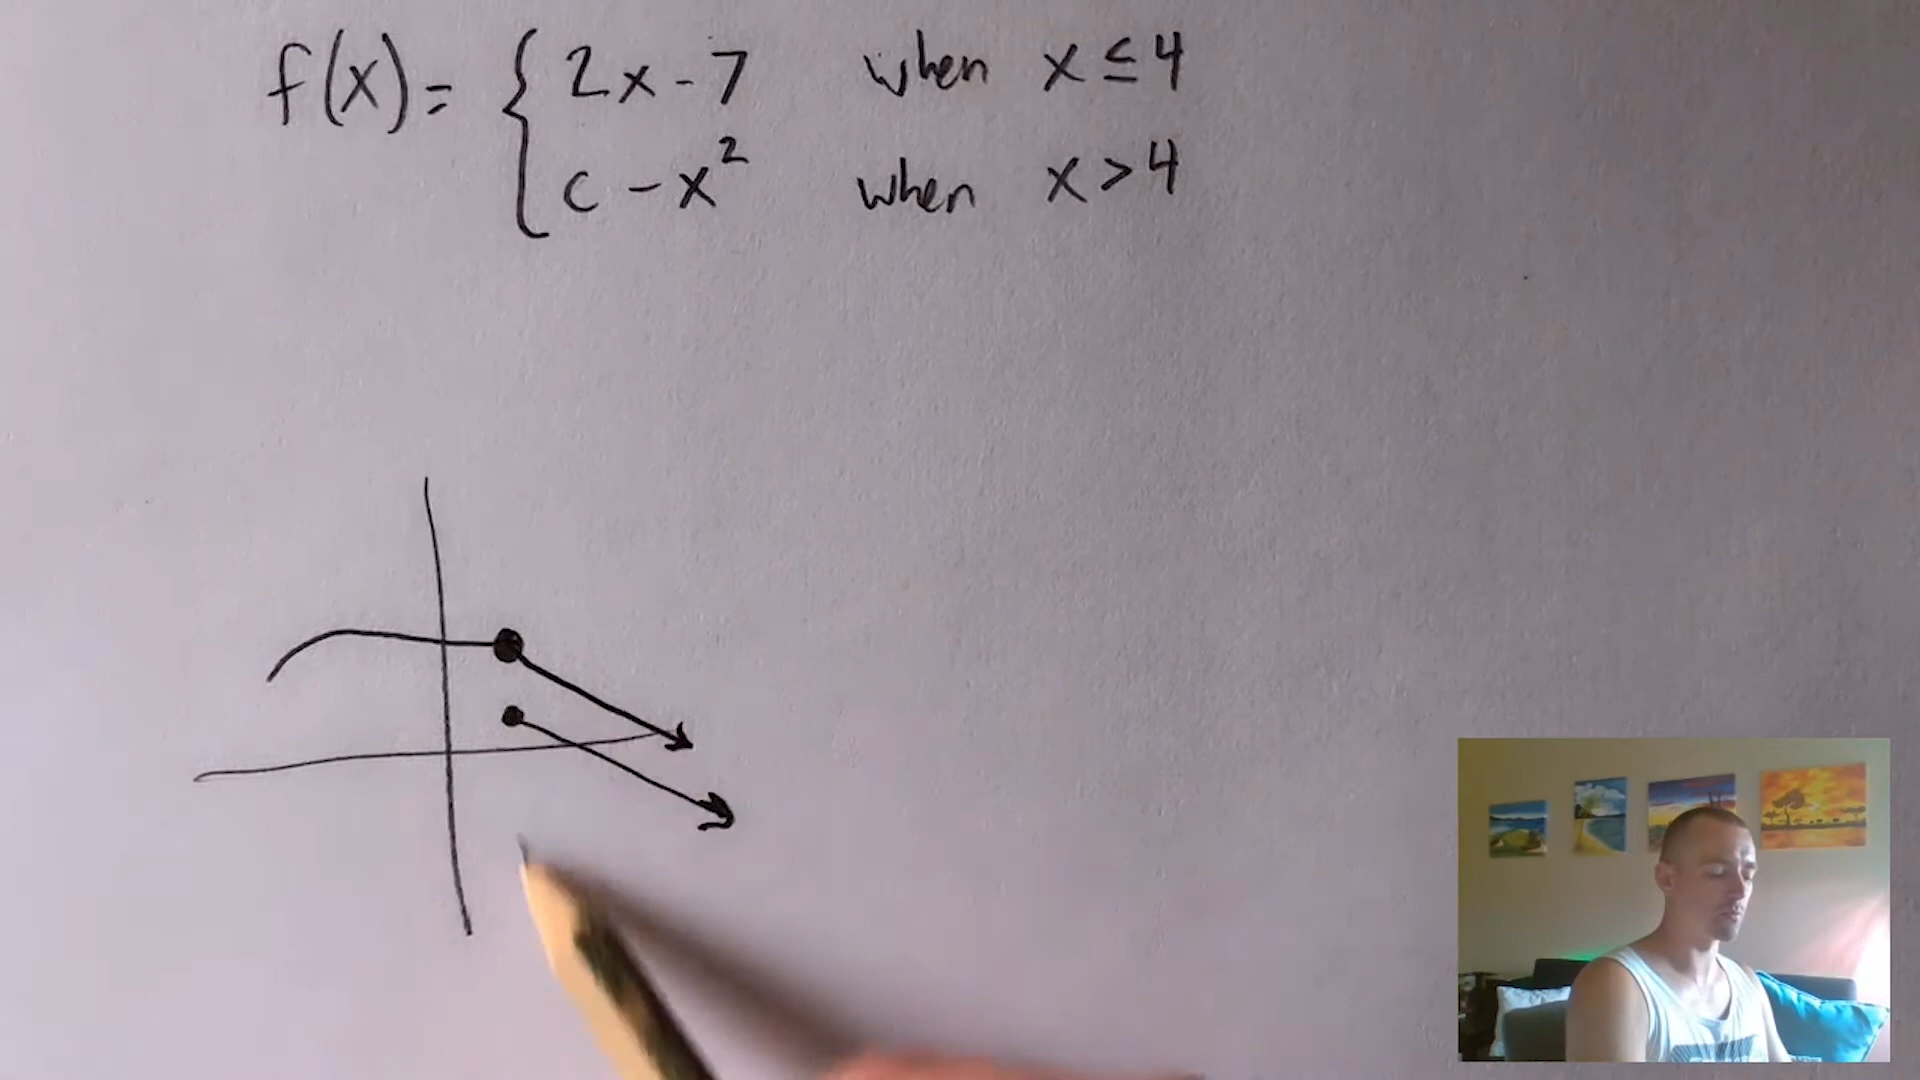 f(x) = { 2x - 7 when x ≤ 4
c - x² when x > 4